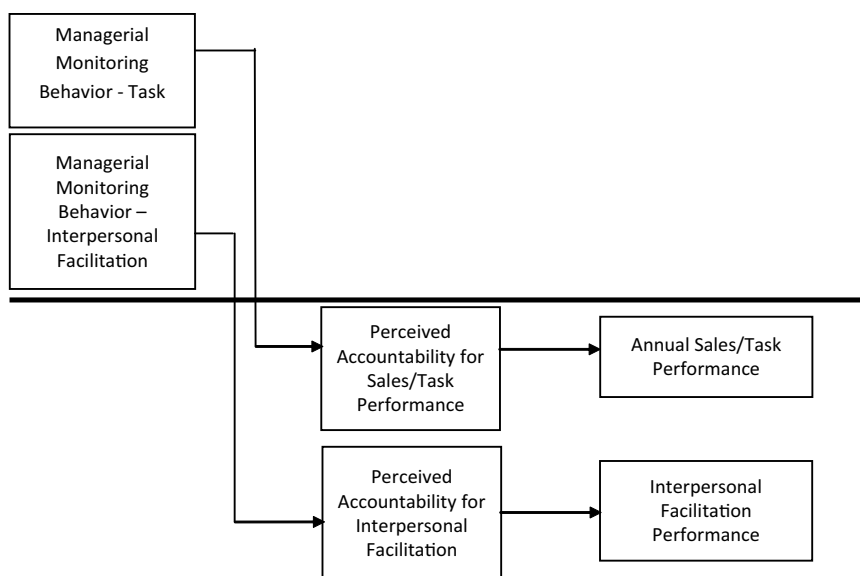 Managerial
Monitoring
Behavior - Task
Managerial
Monitoring
Behavior –
Interpersonal
Facilitation
Perceived
Accountability for
Sales/Task
Performance
Annual Sales/Task
Performance
Perceived
Accountability for
Interpersonal
Facilitation
Interpersonal
Facilitation
Performance